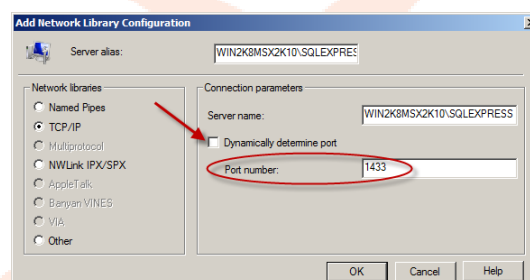 Add Network Library Configuration
Server alias: WIN2K8MSX2K10\SQLEXPRES
Network libraries
Named Pipes
TCP/IP
Multiprotocol
NWLink IPX/SPX
AppleTalk
Banyan VINES
VIA
Other
Connection parameters
Server name: WIN2K8MSX2K10\SQLEXPRESS
Dynamically determine port
Port number: 1433
OK Cancel Help